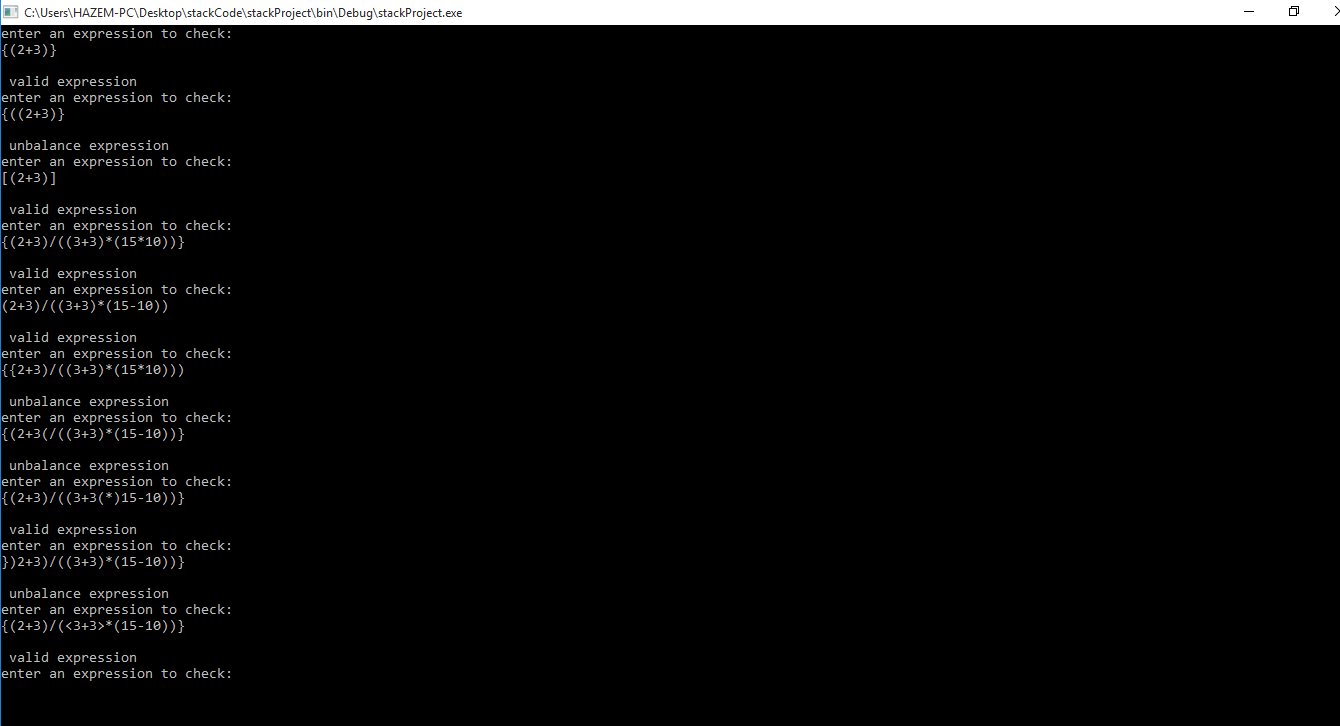 C:\Users\HAZEM-PC\Desktop\stackCode\stackProject\bin\Debug\stackProject.exe
enter an expression to check:
{(2+3)}
valid expression
enter an expression to check:
{((2+3)}
unbalance expression
enter an expression to check:
[(2+3)]
valid expression
enter an expression to check:
{(2+3)/((3+3)*(15*10))}
valid expression
enter an expression to check:
(2+3)/((3+3)*(15-10))
valid expression
enter an expression to check:
{{2+3)/((3+3)*(15*10)))
unbalance expression
enter an expression to check:
{(2+3(/((3+3)*(15-10))}
unbalance expression
enter an expression to check:
{(2+3)/((3+3(*)15-10))}
valid expression
enter an expression to check:
})2+3)/((3+3)*(15-10))}
unbalance expression
enter an expression to check:
{(2+3)/(<3+3>*(15-10))}
valid expression
enter an expression to check: